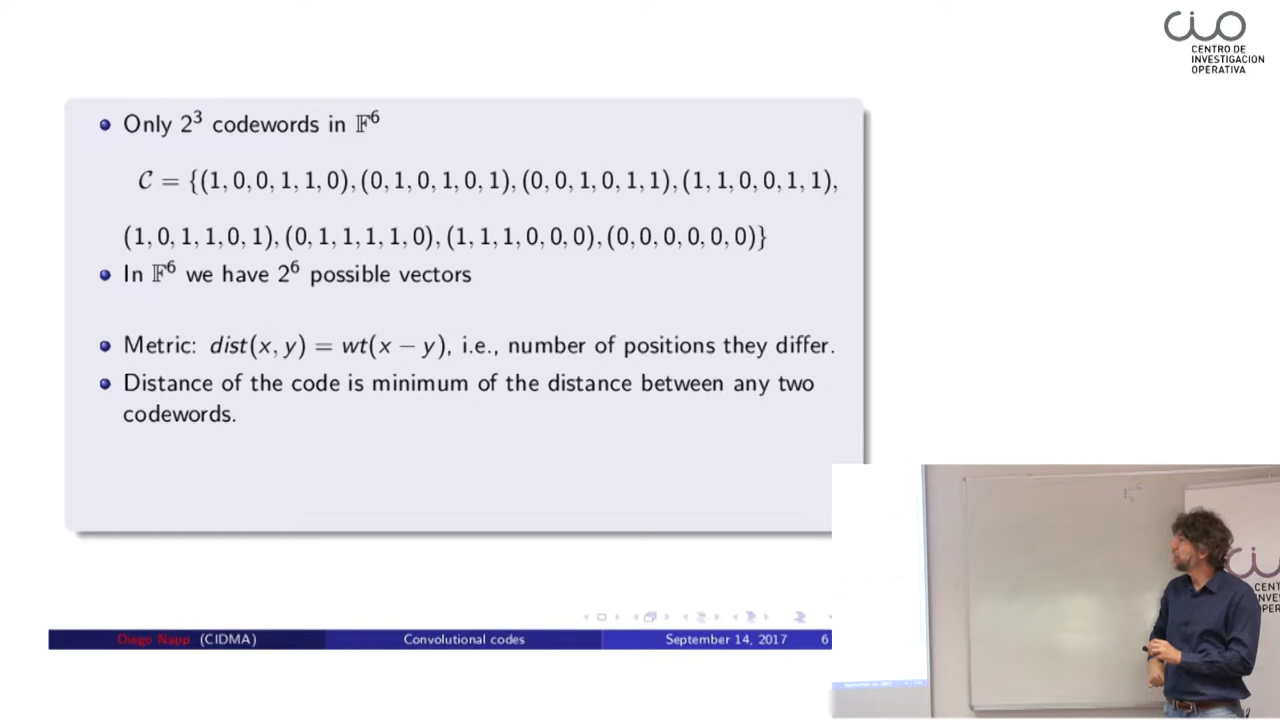 CENTRO DE
INVESTIGACION
OPERATIVA
• Only 2³ codewords in 𝔽⁶
𝒞 = {(1, 0, 0, 1, 1, 0), (0, 1, 0, 1, 0, 1), (0, 0, 1, 0, 1, 1), (1, 1, 0, 0, 1, 1),
(1, 0, 1, 1, 0, 1), (0, 1, 1, 1, 1, 0), (1, 1, 1, 0, 0, 0), (0, 0, 0, 0, 0, 0)}
• In 𝔽⁶ we have 2⁶ possible vectors
• Metric: dist(x, y) = wt(x − y), i.e., number of positions they differ.
• Distance of the code is minimum of the distance between any two
codewords.
Diego Napp (CIDMA) Convolutional codes September 14, 2017 6